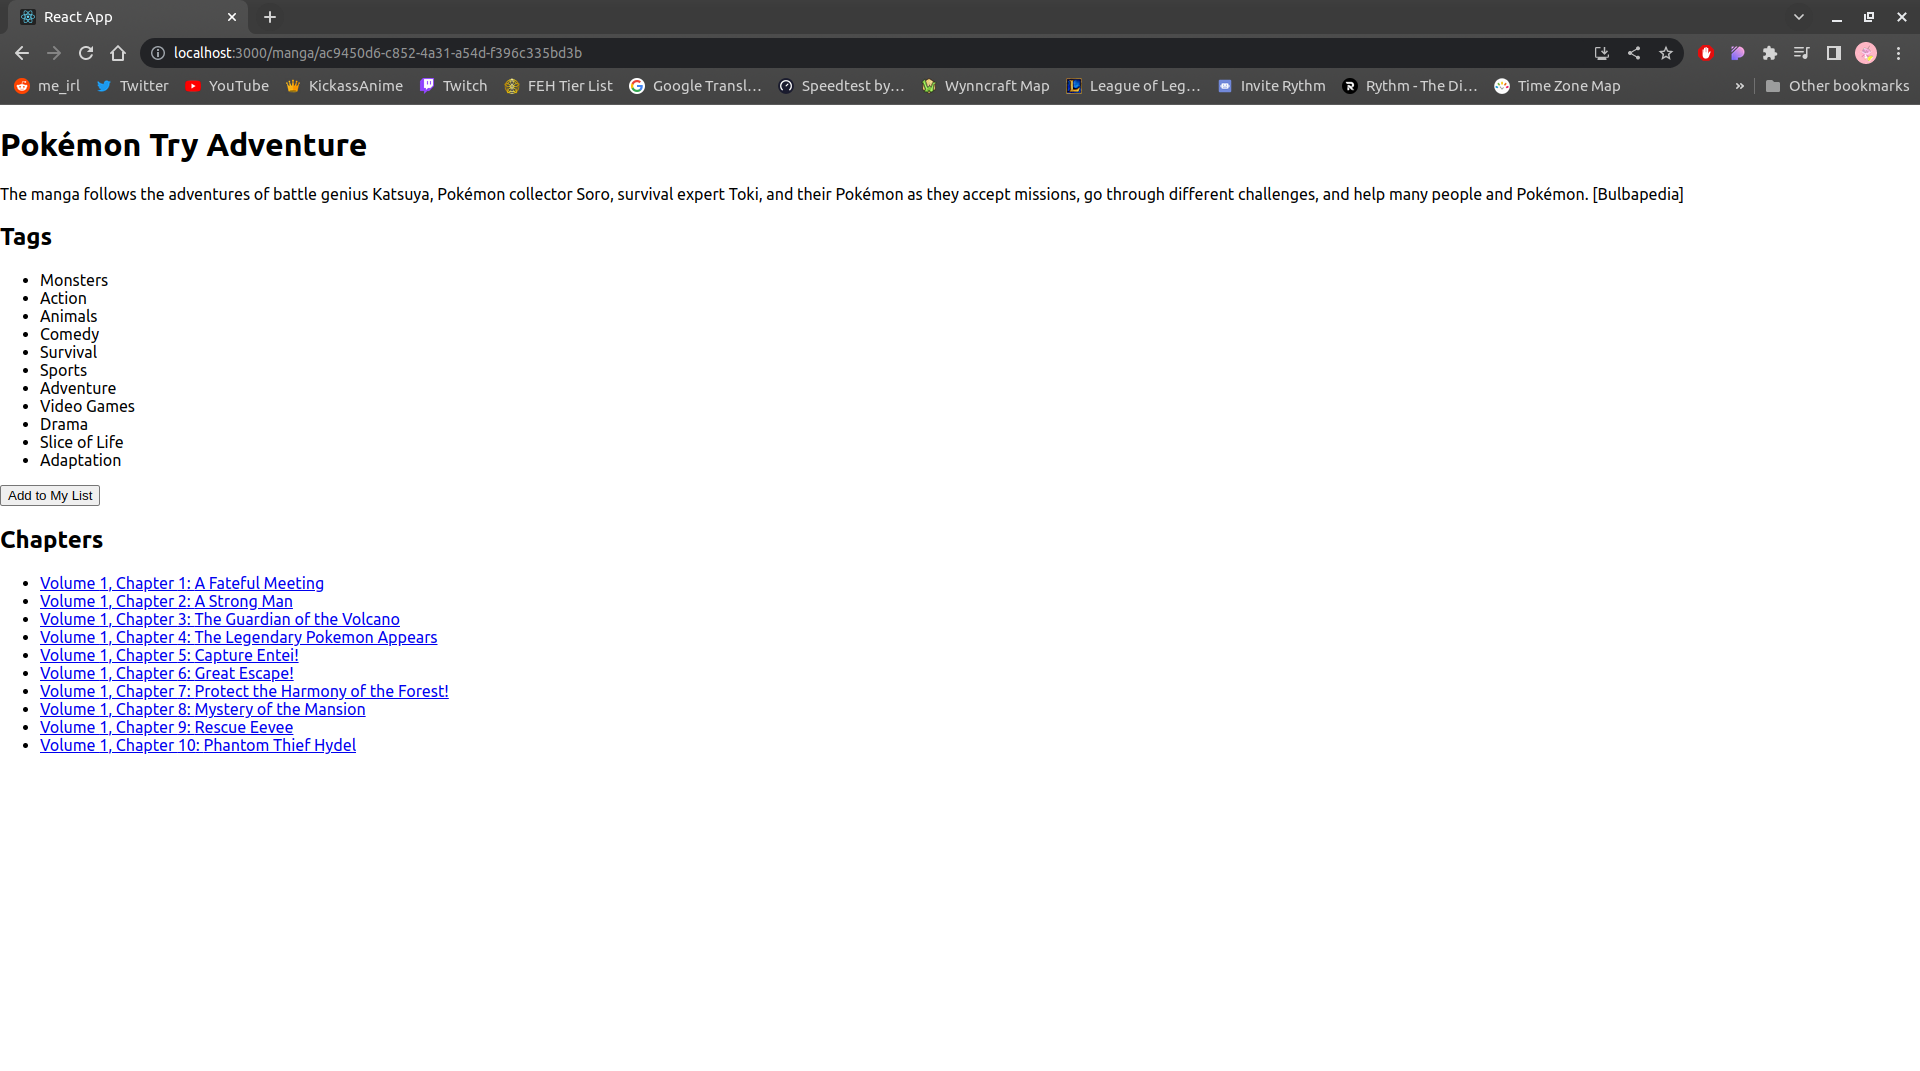 React App
localhost:3000/manga/ac9450d6-c852-4a31-a54d-f396c335bd3b
me_irl Twitter YouTube KickassAnime Twitch FEH Tier List Google Transl... Speedtest by... Wynncraft Map League of Leg... Invite Rythm Rythm - The Di... Time Zone Map » Other bookmarks
Pokémon Try Adventure
The manga follows the adventures of battle genius Katsuya, Pokémon collector Soro, survival expert Toki, and their Pokémon as they accept missions, go through different challenges, and help many people and Pokémon. [Bulbapedia]
Tags
• Monsters
• Action
• Animals
• Comedy
• Survival
• Sports
• Adventure
• Video Games
• Drama
• Slice of Life
• Adaptation
Add to My List
Chapters
• Volume 1, Chapter 1: A Fateful Meeting
• Volume 1, Chapter 2: A Strong Man
• Volume 1, Chapter 3: The Guardian of the Volcano
• Volume 1, Chapter 4: The Legendary Pokemon Appears
• Volume 1, Chapter 5: Capture Entei!
• Volume 1, Chapter 6: Great Escape!
• Volume 1, Chapter 7: Protect the Harmony of the Forest!
• Volume 1, Chapter 8: Mystery of the Mansion
• Volume 1, Chapter 9: Rescue Eevee
• Volume 1, Chapter 10: Phantom Thief Hydel